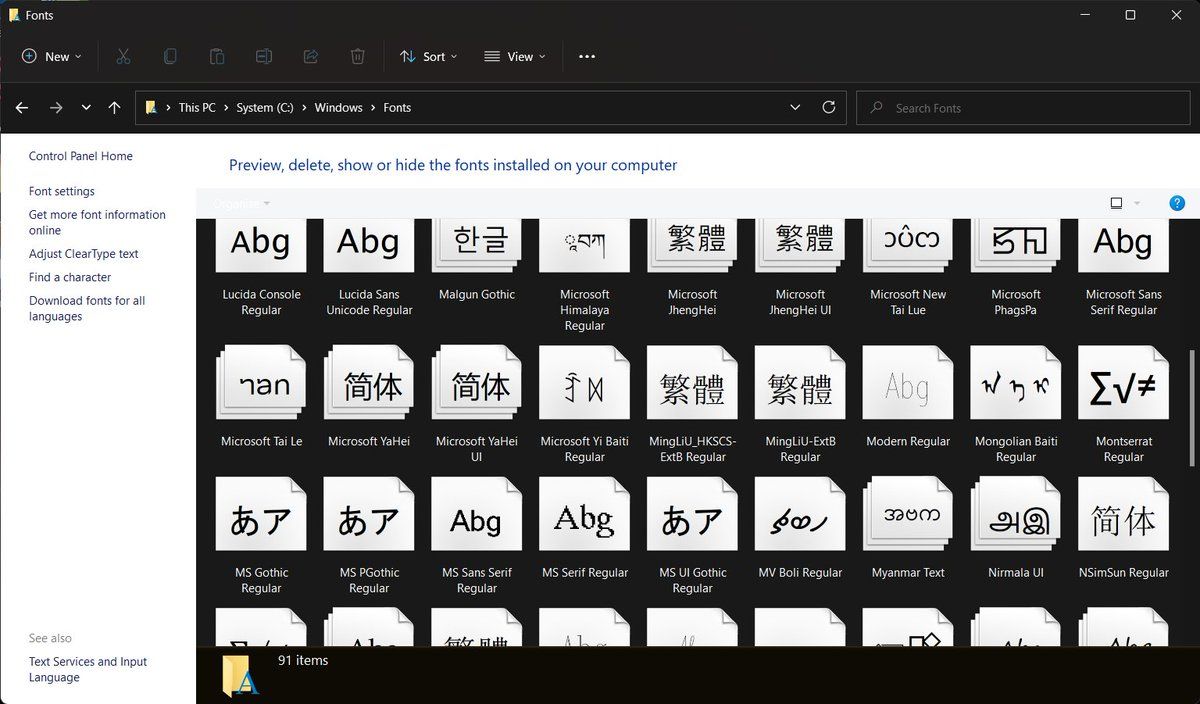 Fonts
New
Sort
View
This PC > System (C:) > Windows > Fonts
Search Fonts
Control Panel Home
Font settings
Get more font information
online
Adjust ClearType text
Find a character
Download fonts for all
languages
See also
Text Services and Input
Language
Preview, delete, show or hide the fonts installed on your computer
Organize
?
Abg Abg 한글 繁體 繁體 Abg
Lucida Console
Regular
Lucida Sans
Unicode Regular
Malgun Gothic
Microsoft
Himalaya
Regular
Microsoft
JhengHei
Microsoft
JhengHei UI
Microsoft New
Tai Lue
Microsoft
PhagsPa
Microsoft Sans
Serif Regular
简体 简体 繁體 繁體 Abg Σ√≠
Microsoft Tai Le
Microsoft YaHei
Microsoft YaHei
UI
Microsoft Yi Baiti
Regular
MingLiU_HKSCS-
ExtB Regular
MingLiU-ExtB
Regular
Modern Regular
Mongolian Baiti
Regular
Montserrat
Regular
あア あア Abg Abg あア အဗက அஇ 简体
MS Gothic
Regular
MS PGothic
Regular
MS Sans Serif
Regular
MS Serif Regular
MS UI Gothic
Regular
MV Boli Regular
Myanmar Text
Nirmala UI
NSimSun Regular
91 items